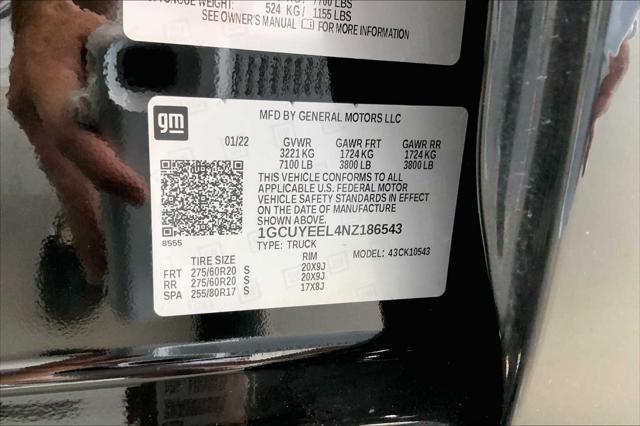 TONGUE WEIGHT: 7700 LBS
524 KG / 1155 LBS
SEE OWNER'S MANUAL FOR MORE INFORMATION
gm
MFD BY GENERAL MOTORS LLC
01/22 GVWR GAWR FRT GAWR RR
3221 KG 1724 KG 1724 KG
7100 LB 3800 LB 3800 LB
THIS VEHICLE CONFORMS TO ALL
APPLICABLE U.S. FEDERAL MOTOR
VEHICLE SAFETY STANDARDS IN EFFECT
ON THE DATE OF MANUFACTURE
SHOWN ABOVE.
8555
1GCUYEEL4NZ186543
TYPE: TRUCK MODEL: 43CK10543
TIRE SIZE RIM
FRT 275/60R20 S 20X9J
RR 275/60R20 S 20X9J
SPA 255/80R17 S 17X8J